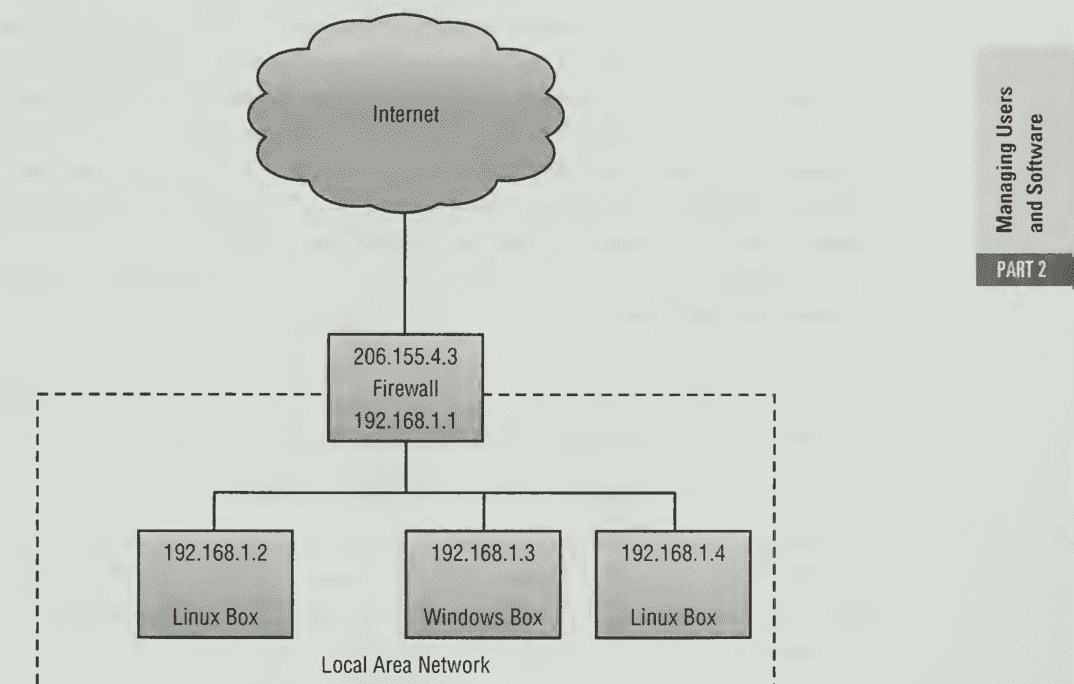 Internet
Managing Users
and Software
PART 2
206.155.4.3
Firewall
192.168.1.1
192.168.1.2
Linux Box
192.168.1.3
Windows Box
192.168.1.4
Linux Box
Local Area Network